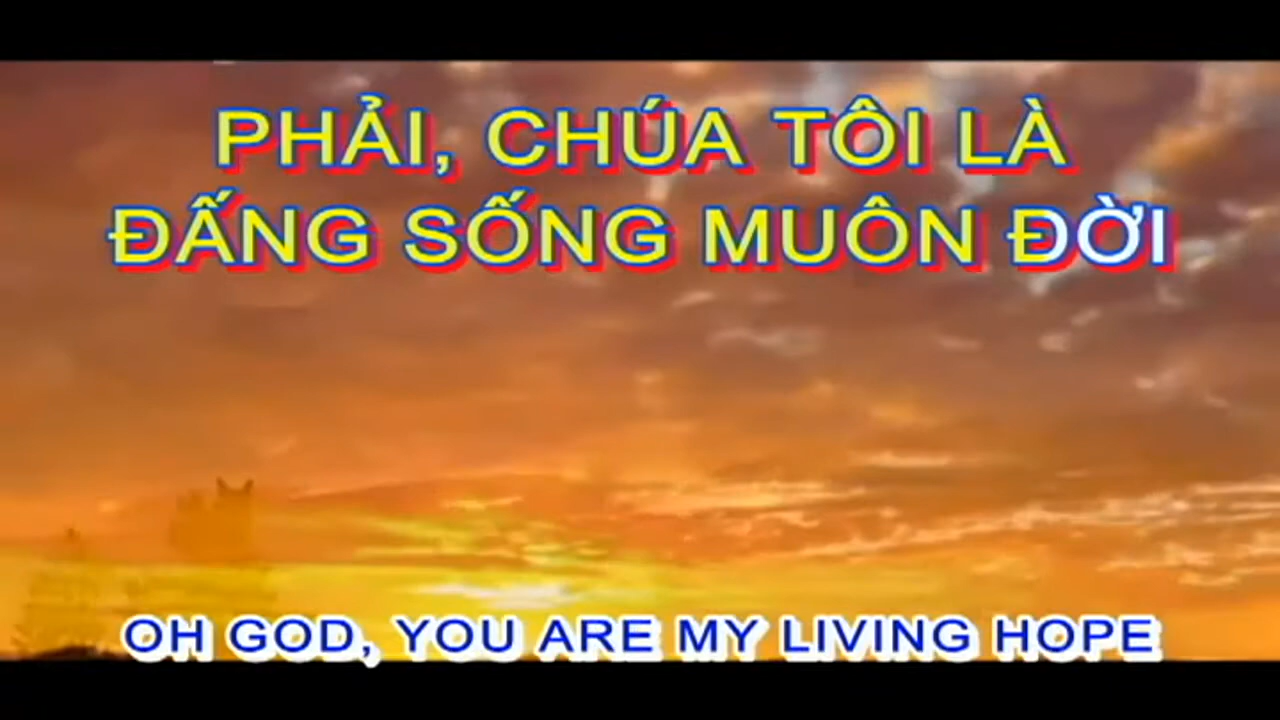 PHẢI, CHÚA TÔI LÀ
ĐẤNG SỐNG MUÔN ĐỜI
OH GOD, YOU ARE MY LIVING HOPE